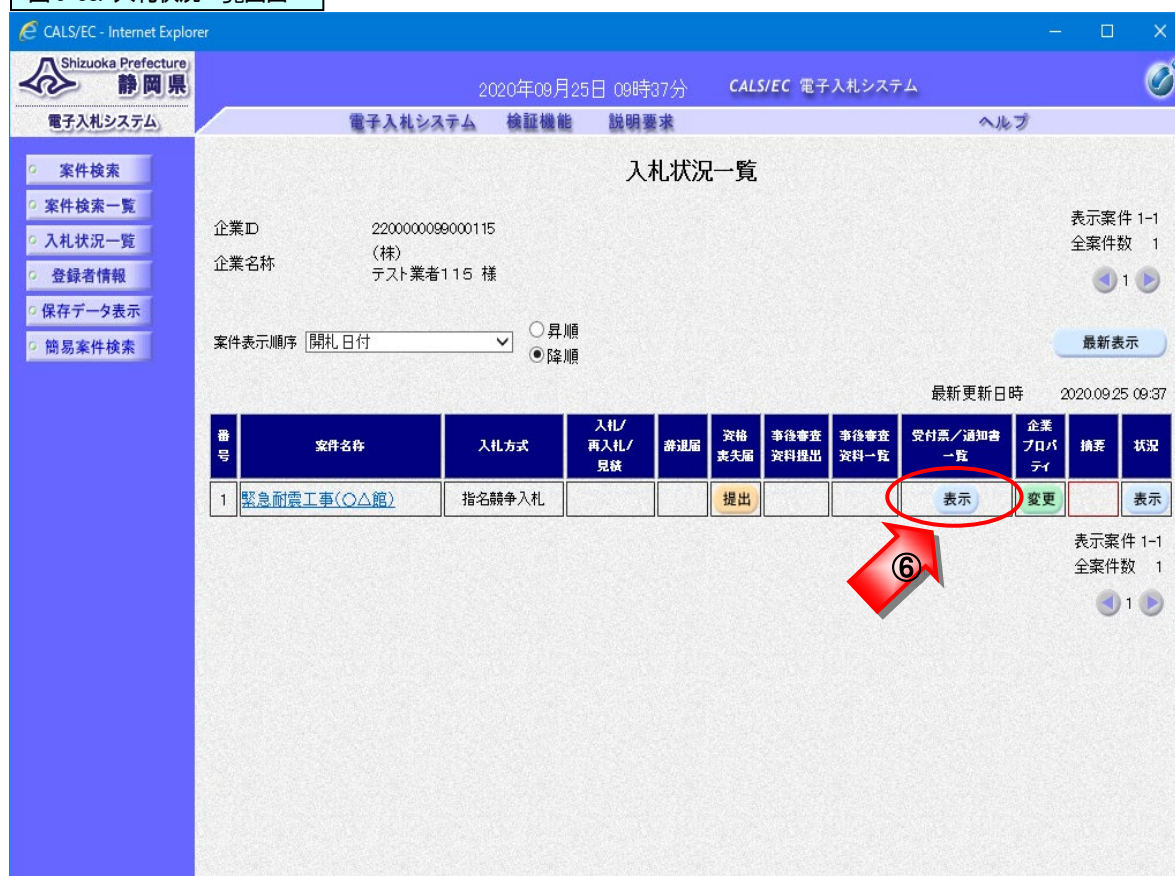 CALS/EC - Internet Explorer
Shizuoka Prefecture
静岡県
2020年09月25日 09時37分
CALS/EC 電子入札システム
電子入札システム
電子入札システム 検証機能 説明要求 ヘルプ
案件検索
案件検索一覧
入札状況一覧
登録者情報
保存データ表示
簡易案件検索
入札状況一覧
企業ID 2200000099000115
企業名称 (株)
テスト業者115 様
表示案件 1-1
全案件数 1
1
案件表示順序 開札日付
昇順
降順
最新表示
最新更新日時 2020.09.25 09:37
番号 案件名称 入札方式 入札/再入札/見積 辞退届 資格喪失届 事後審査資料提出 事後審査資料一覧 受付票/通知書一覧 企業プロパティ 摘要 状況
1 緊急耐震工事(○△館) 指名競争入札 提出 表示 変更 表示
⑥
表示案件 1-1
全案件数 1
1